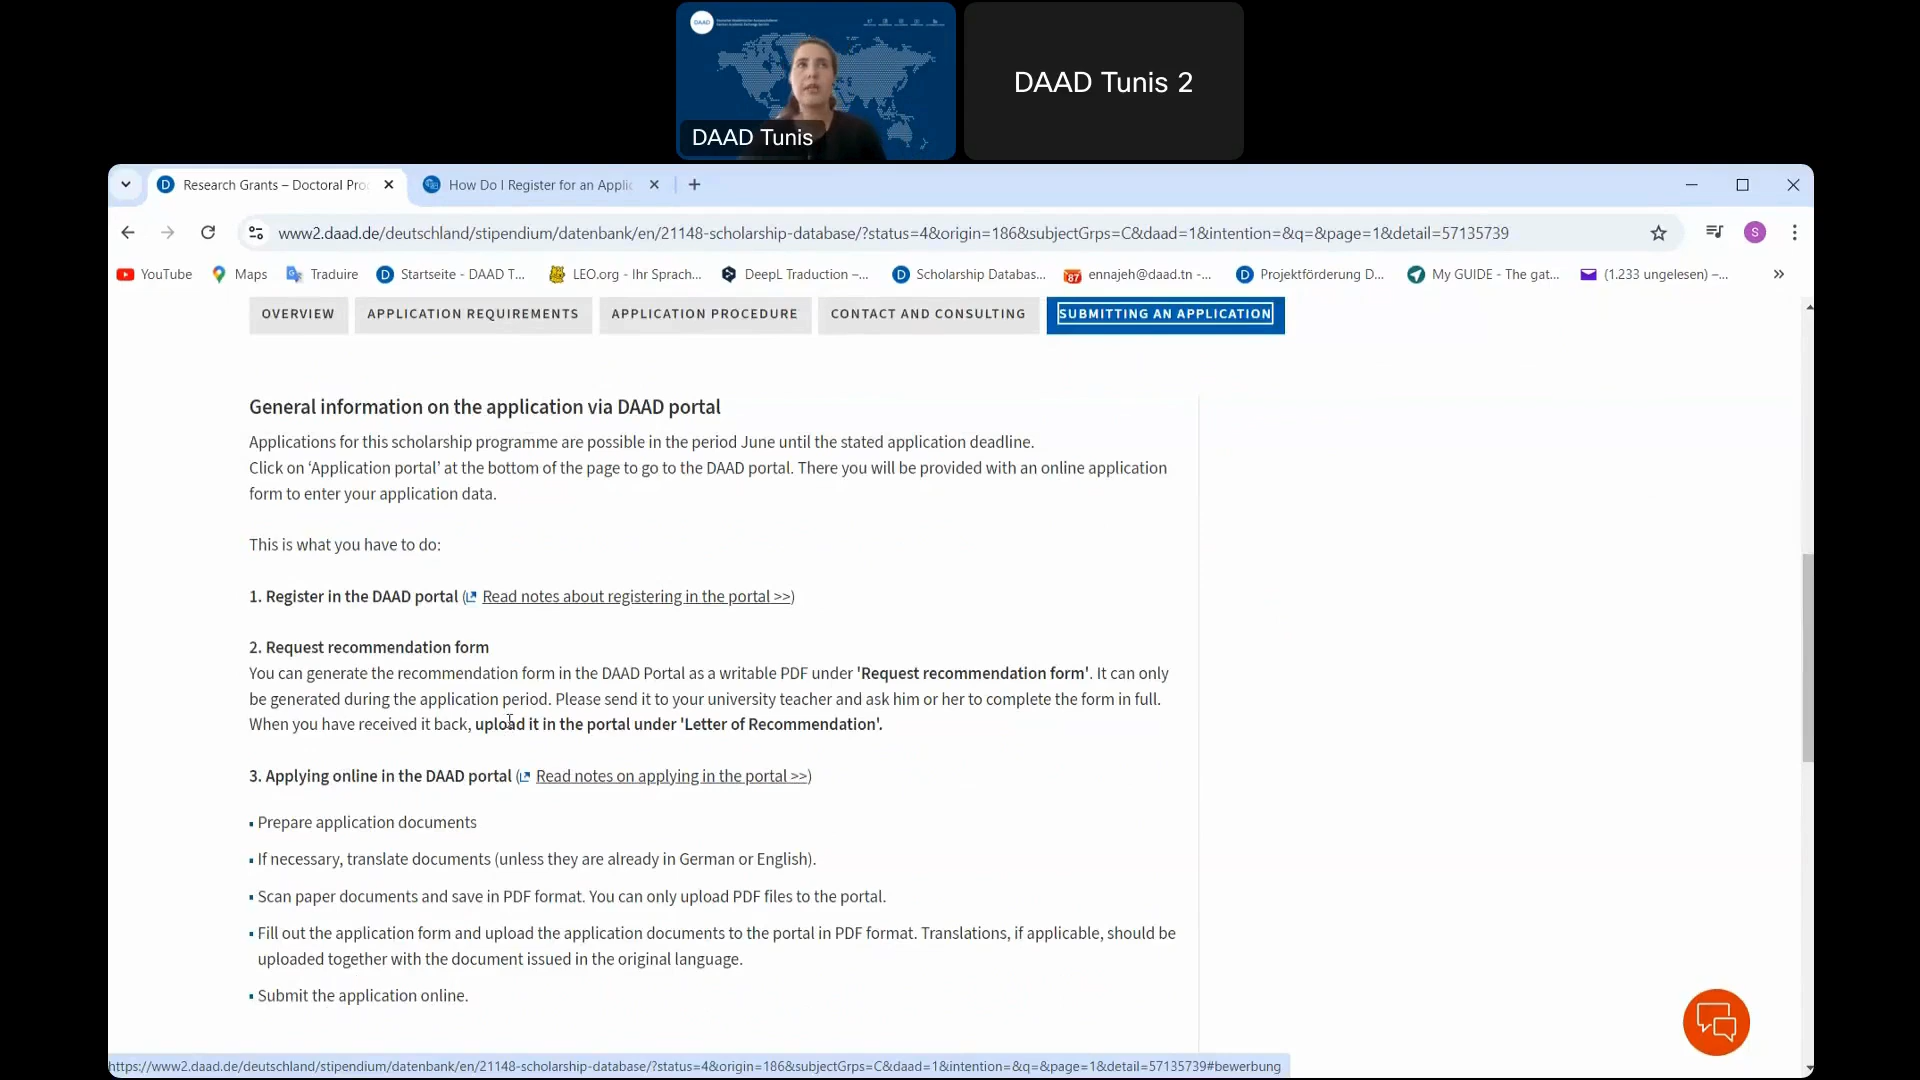 DAAD
DAAD Tunis
DAAD Tunis 2
Research Grants – Doctoral Pro
How Do I Register for an Applic
www2.daad.de/deutschland/stipendium/datenbank/en/21148-scholarship-database/?status=4&origin=186&subjectGrps=C&daad=1&intention=&q=&page=1&detail=57135739
S
YouTube
Maps
Traduire
Startseite - DAAD T...
LEO.org - Ihr Sprach...
DeepL Traduction –...
Scholarship Databas...
87
ennajeh@daad.tn -...
Projektförderung D...
My GUIDE - The gat...
(1.233 ungelesen) –...
OVERVIEW
APPLICATION REQUIREMENTS
APPLICATION PROCEDURE
CONTACT AND CONSULTING
SUBMITTING AN APPLICATION
General information on the application via DAAD portal
Applications for this scholarship programme are possible in the period June until the stated application deadline.
Click on ‘Application portal’ at the bottom of the page to go to the DAAD portal. There you will be provided with an online application
form to enter your application data.
This is what you have to do:
1. Register in the DAAD portal (Read notes about registering in the portal >>)
2. Request recommendation form
You can generate the recommendation form in the DAAD Portal as a writable PDF under 'Request recommendation form'. It can only
be generated during the application period. Please send it to your university teacher and ask him or her to complete the form in full.
When you have received it back, upload it in the portal under 'Letter of Recommendation'.
3. Applying online in the DAAD portal (Read notes on applying in the portal >>)
▪ Prepare application documents
▪ If necessary, translate documents (unless they are already in German or English).
▪ Scan paper documents and save in PDF format. You can only upload PDF files to the portal.
▪ Fill out the application form and upload the application documents to the portal in PDF format. Translations, if applicable, should be
uploaded together with the document issued in the original language.
▪ Submit the application online.
https://www2.daad.de/deutschland/stipendium/datenbank/en/21148-scholarship-database/?status=4&origin=186&subjectGrps=C&daad=1&intention=&q=&page=1&detail=57135739#bewerbung